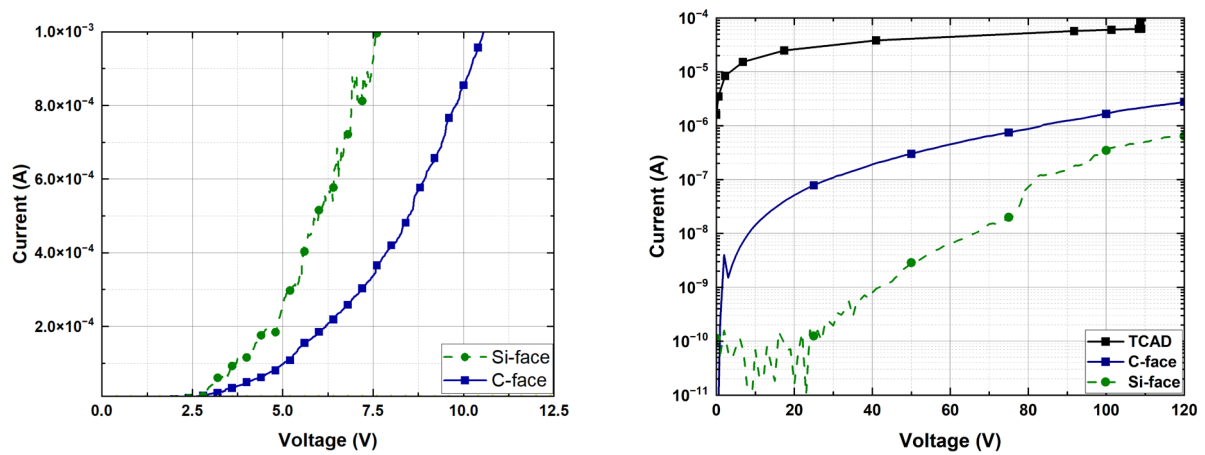 1.0×10⁻³
8.0×10⁻⁴
6.0×10⁻⁴
4.0×10⁻⁴
2.0×10⁻⁴
Current (A)
Si-face
C-face
0.0 2.5 5.0 7.5 10.0 12.5
Voltage (V)
10⁻⁴
10⁻⁵
10⁻⁶
10⁻⁷
10⁻⁸
10⁻⁹
10⁻¹⁰
10⁻¹¹
Current (A)
TCAD
C-face
Si-face
0 20 40 60 80 100 120
Voltage (V)